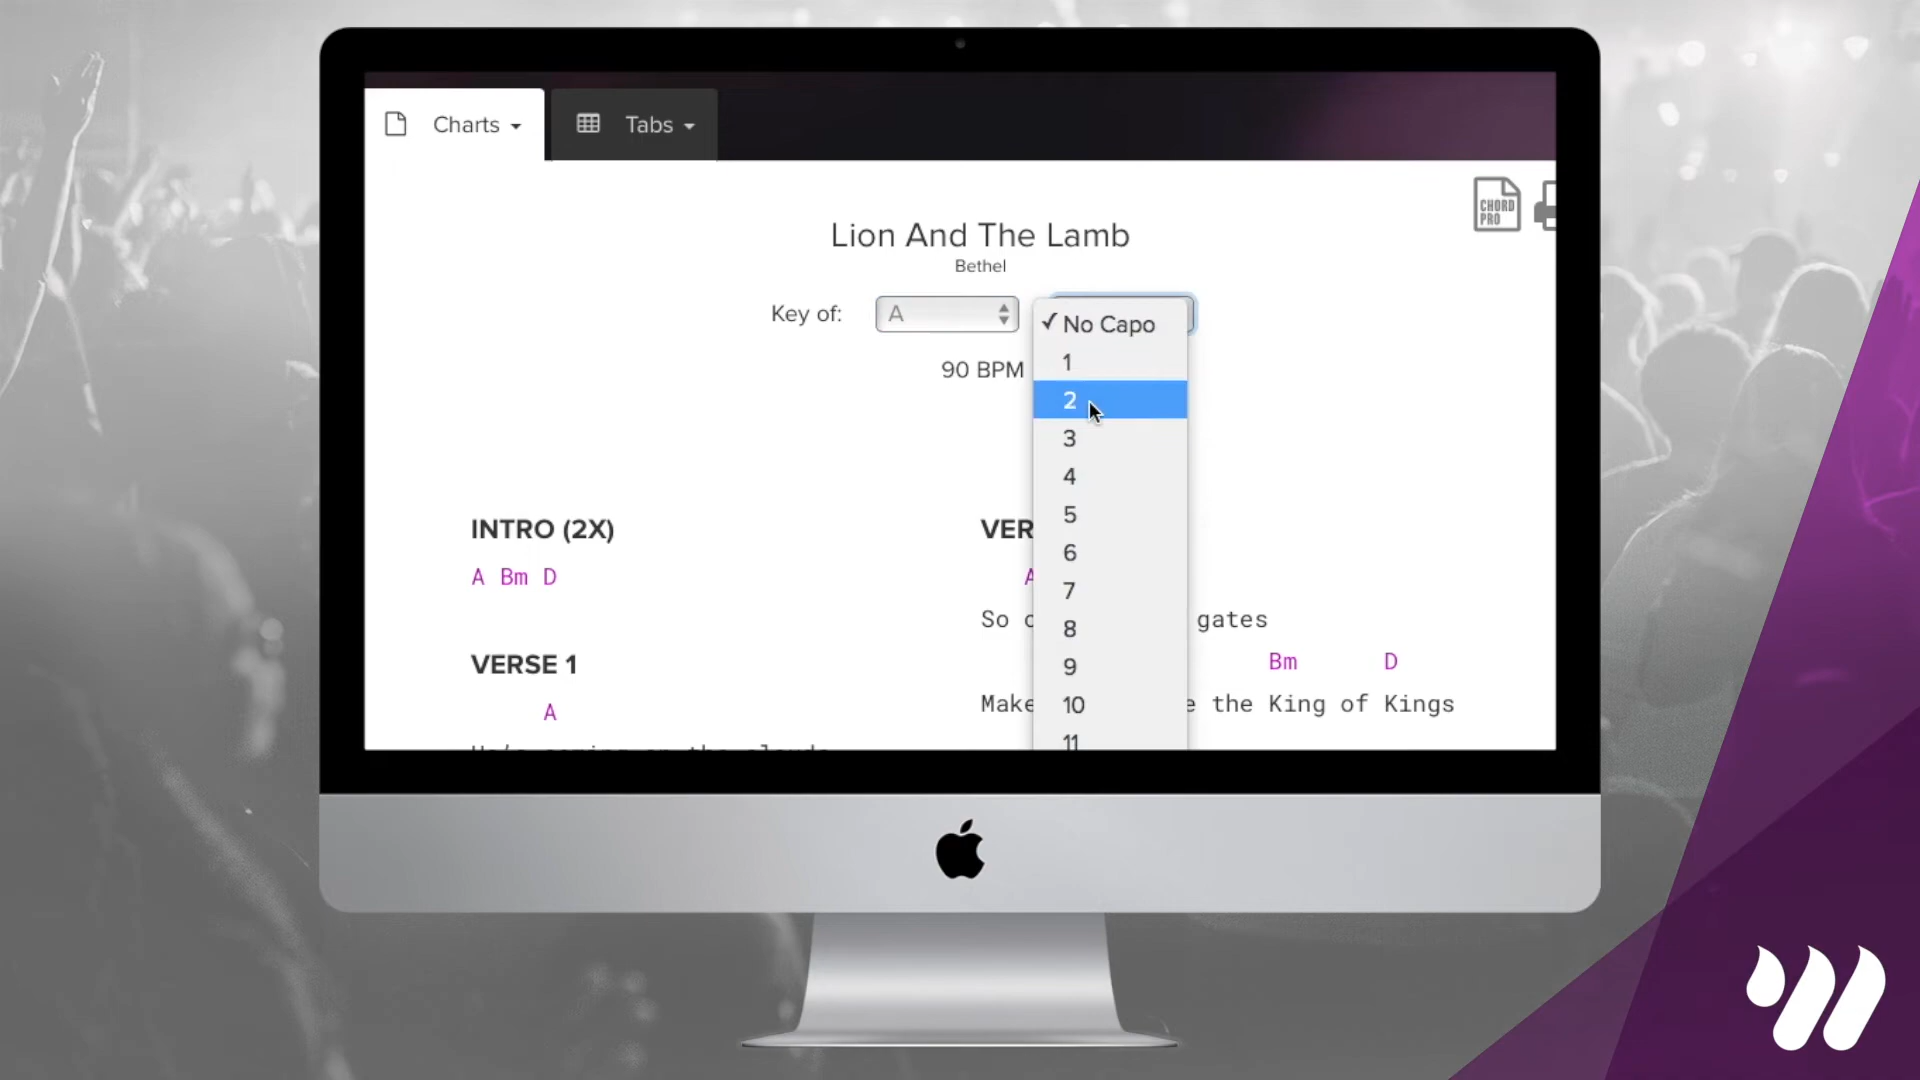 Charts
Tabs
CHORD
PRO
Lion And The Lamb
Bethel
Key of:
A
✓ No Capo
1
90 BPM
2
3
4
5
6
7
8
9
10
11
INTRO (2X)
A Bm D
VERSE 1
A
VER
A
So gates
Bm D
Make the King of Kings